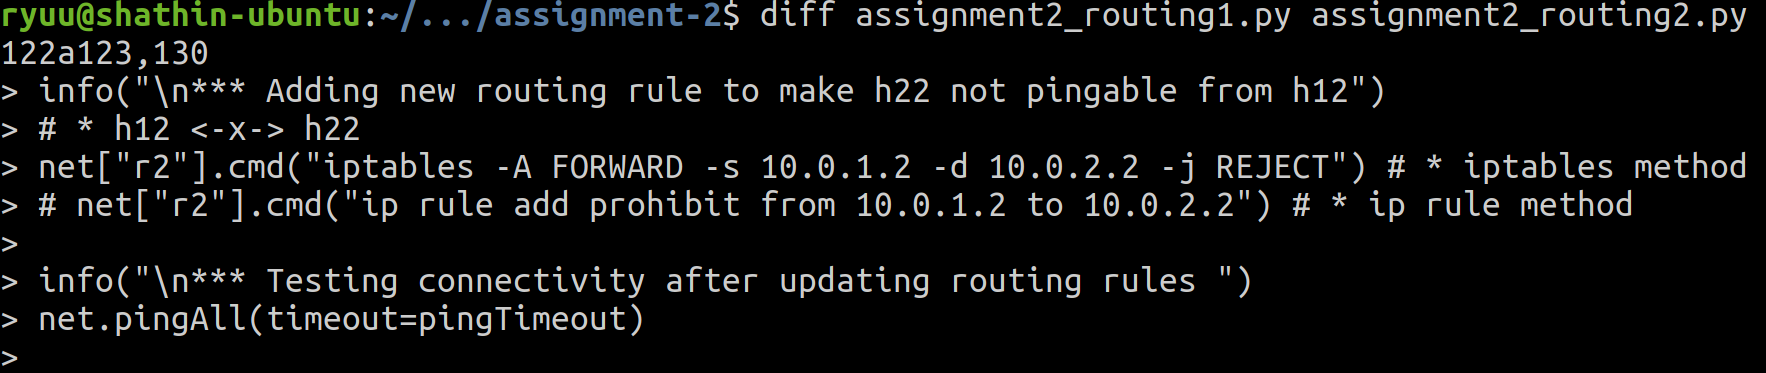 ryuu@shathin-ubuntu:~/.../assignment-2$ diff assignment2_routing1.py assignment2_routing2.py
122a123,130
> info("\n*** Adding new routing rule to make h22 not pingable from h12")
> # * h12 <-x-> h22
> net["r2"].cmd("iptables -A FORWARD -s 10.0.1.2 -d 10.0.2.2 -j REJECT") # * iptables method
> # net["r2"].cmd("ip rule add prohibit from 10.0.1.2 to 10.0.2.2") # * ip rule method
>
> info("\n*** Testing connectivity after updating routing rules ")
> net.pingAll(timeout=pingTimeout)
>